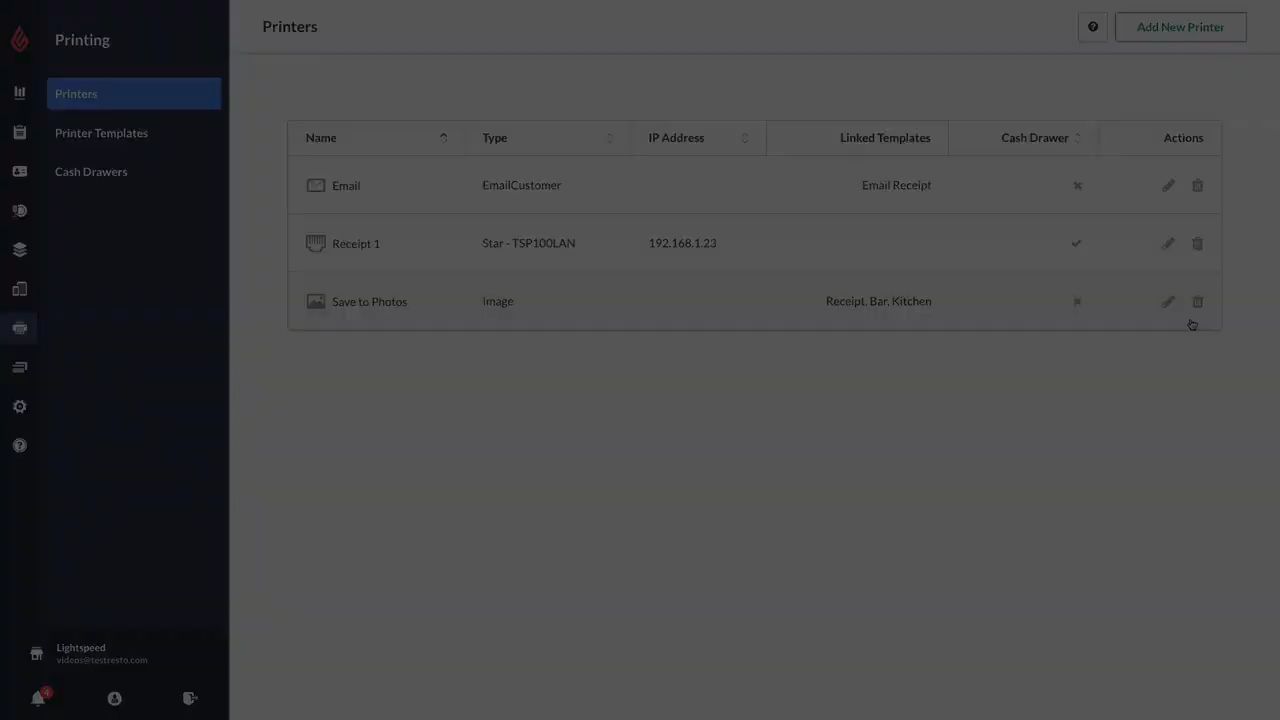 Printing
Printers
Printer Templates
Cash Drawers
Lightspeed
videos@testresto.com
4
Printers
Add New Printer
Name Type IP Address Linked Templates Cash Drawer Actions
Email EmailCustomer Email Receipt
Receipt 1 Star - TSP100LAN 192.168.1.23
Save to Photos Image Receipt, Bar, Kitchen